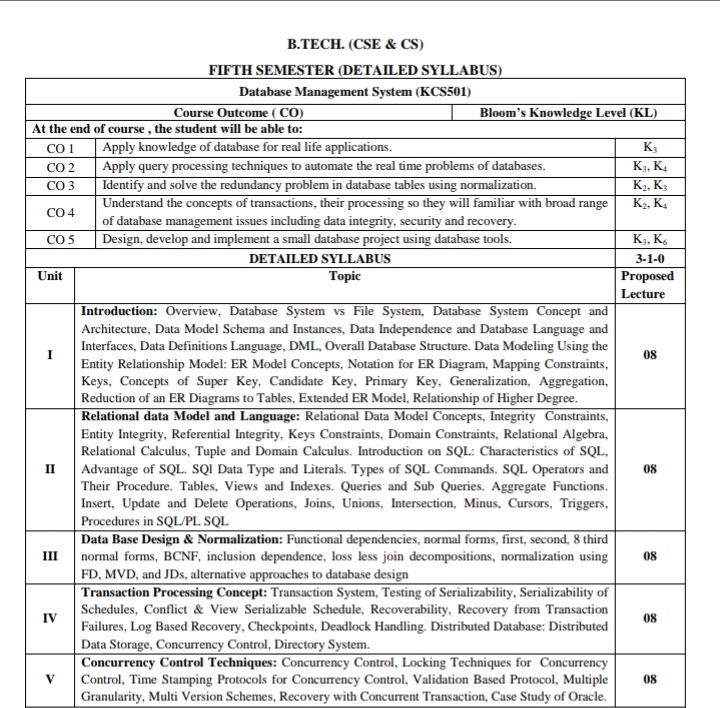 B.TECH. (CSE & CS)
FIFTH SEMESTER (DETAILED SYLLABUS)
Database Management System (KCS501)
Course Outcome ( CO) Bloom's Knowledge Level (KL)
At the end of course , the student will be able to:
CO 1 Apply knowledge of database for real life applications. K3
CO 2 Apply query processing techniques to automate the real time problems of databases. K3, K4
CO 3 Identify and solve the redundancy problem in database tables using normalization. K2, K3
CO 4 Understand the concepts of transactions, their processing so they will familiar with broad range K2, K4
of database management issues including data integrity, security and recovery.
CO 5 Design, develop and implement a small database project using database tools. K3, K6
DETAILED SYLLABUS 3-1-0
Unit Topic Proposed
Lecture
I Introduction: Overview, Database System vs File System, Database System Concept and
Architecture, Data Model Schema and Instances, Data Independence and Database Language and
Interfaces, Data Definitions Language, DML, Overall Database Structure. Data Modeling Using the
Entity Relationship Model: ER Model Concepts, Notation for ER Diagram, Mapping Constraints, 08
Keys, Concepts of Super Key, Candidate Key, Primary Key, Generalization, Aggregation,
Reduction of an ER Diagrams to Tables, Extended ER Model, Relationship of Higher Degree.
II Relational data Model and Language: Relational Data Model Concepts, Integrity Constraints,
Entity Integrity, Referential Integrity, Keys Constraints, Domain Constraints, Relational Algebra,
Relational Calculus, Tuple and Domain Calculus. Introduction on SQL: Characteristics of SQL,
Advantage of SQL. SQl Data Type and Literals. Types of SQL Commands. SQL Operators and 08
Their Procedure. Tables, Views and Indexes. Queries and Sub Queries. Aggregate Functions.
Insert, Update and Delete Operations, Joins, Unions, Intersection, Minus, Cursors, Triggers,
Procedures in SQL/PL SQL
III Data Base Design & Normalization: Functional dependencies, normal forms, first, second, 8 third
normal forms, BCNF, inclusion dependence, loss less join decompositions, normalization using 08
FD, MVD, and JDs, alternative approaches to database design
IV Transaction Processing Concept: Transaction System, Testing of Serializability, Serializability of
Schedules, Conflict & View Serializable Schedule, Recoverability, Recovery from Transaction
Failures, Log Based Recovery, Checkpoints, Deadlock Handling. Distributed Database: Distributed 08
Data Storage, Concurrency Control, Directory System.
V Concurrency Control Techniques: Concurrency Control, Locking Techniques for Concurrency
Control, Time Stamping Protocols for Concurrency Control, Validation Based Protocol, Multiple 08
Granularity, Multi Version Schemes, Recovery with Concurrent Transaction, Case Study of Oracle.